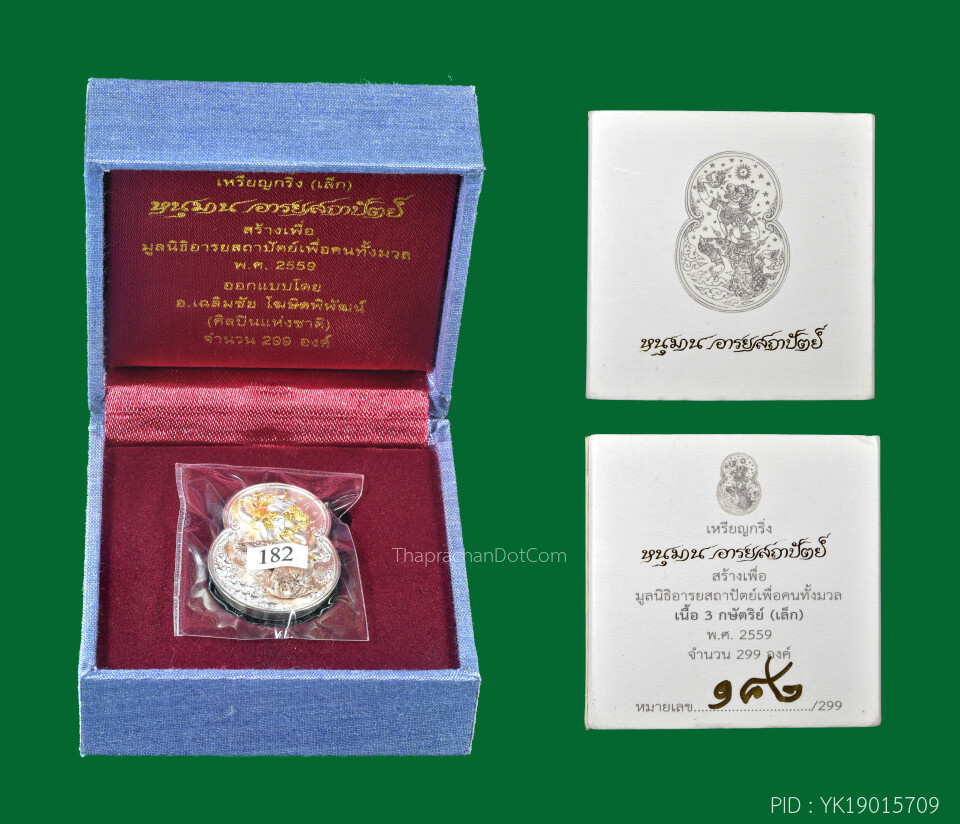 เหรียญกริ่ง (เล็ก)
หนุมาน อารยสถาปัตย์
สร้างเพื่อ
มูลนิธิอารยสถาปัตย์เพื่อคนทั้งมวล
พ.ศ. 2559
ออกแบบโดย
อ.เฉลิมชัย โฆษิตพิพัฒน์
(ศิลปินแห่งชาติ)
จำนวน 299 องค์
182
ThaprachanDotCom
หนุมาน อารยสถาปัตย์
เหรียญกริ่ง
หนุมาน อารยสถาปัตย์
สร้างเพื่อ
มูลนิธิอารยสถาปัตย์เพื่อคนทั้งมวล
เนื้อ 3 กษัตริย์ (เล็ก)
พ.ศ. 2559
จำนวน 299 องค์
หมายเลข....๑๘๒..../299
PID : YK19015709